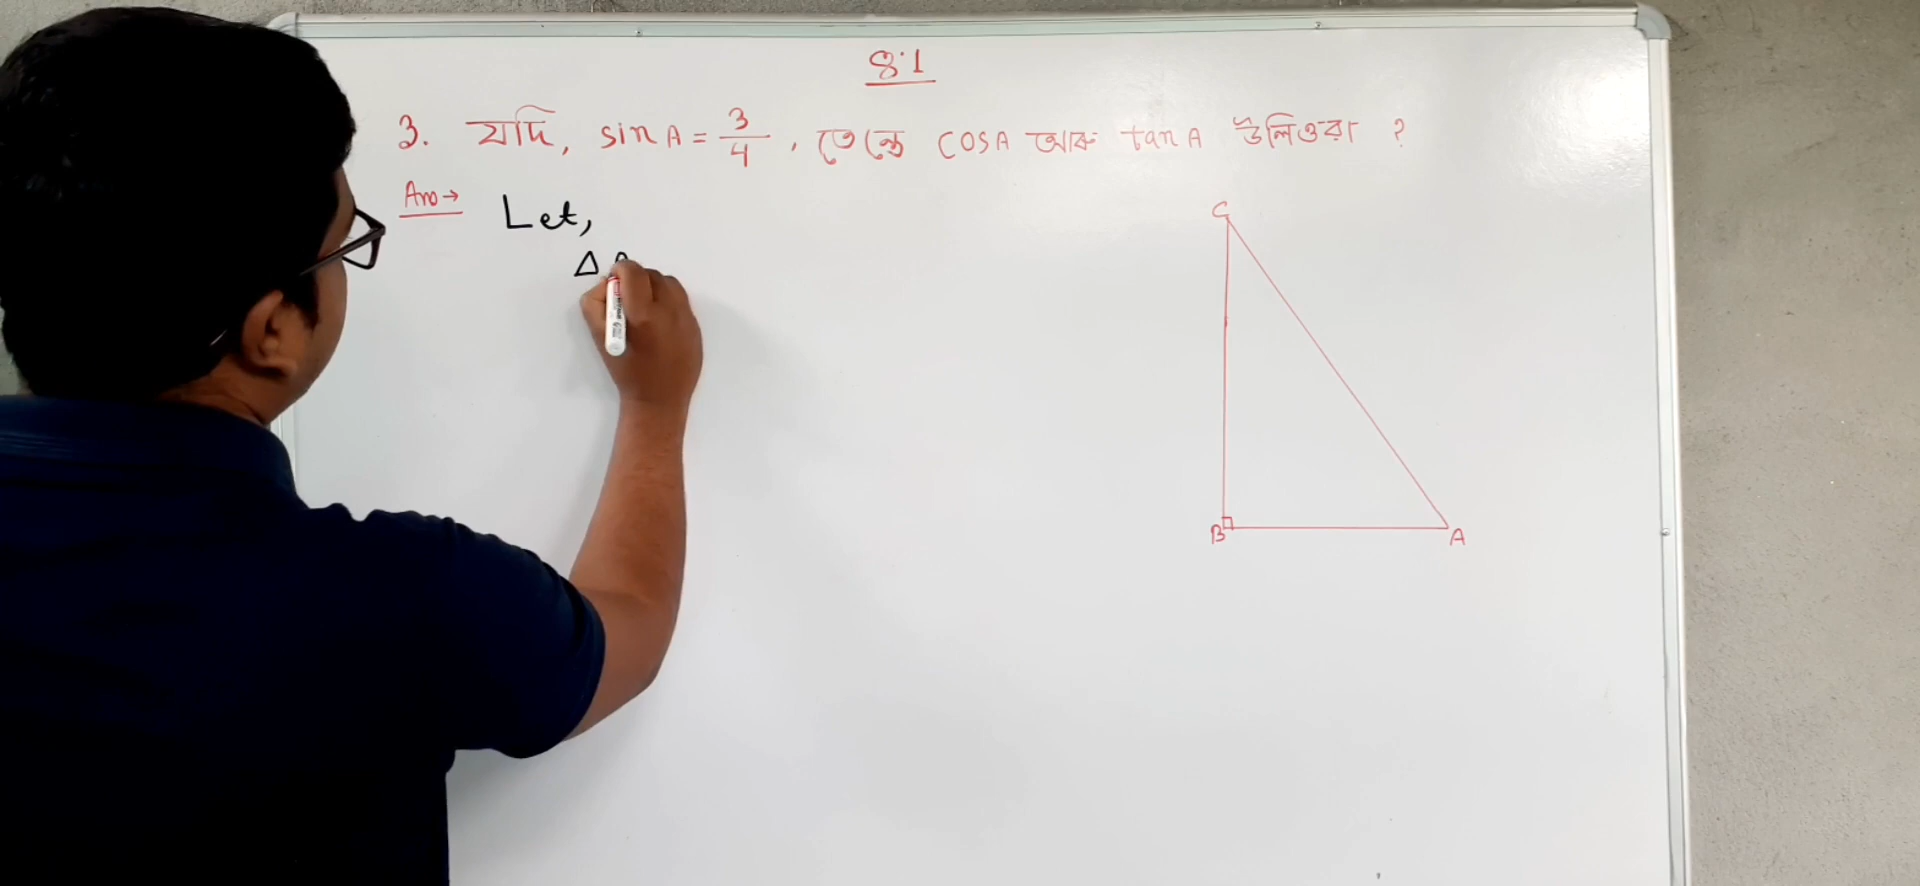 8.1
3. যদি, sin A = 3/4, তেন্তে cos A আৰু tan A উলিওৱা ?
Ans→ Let,
Δ A
C
B
A